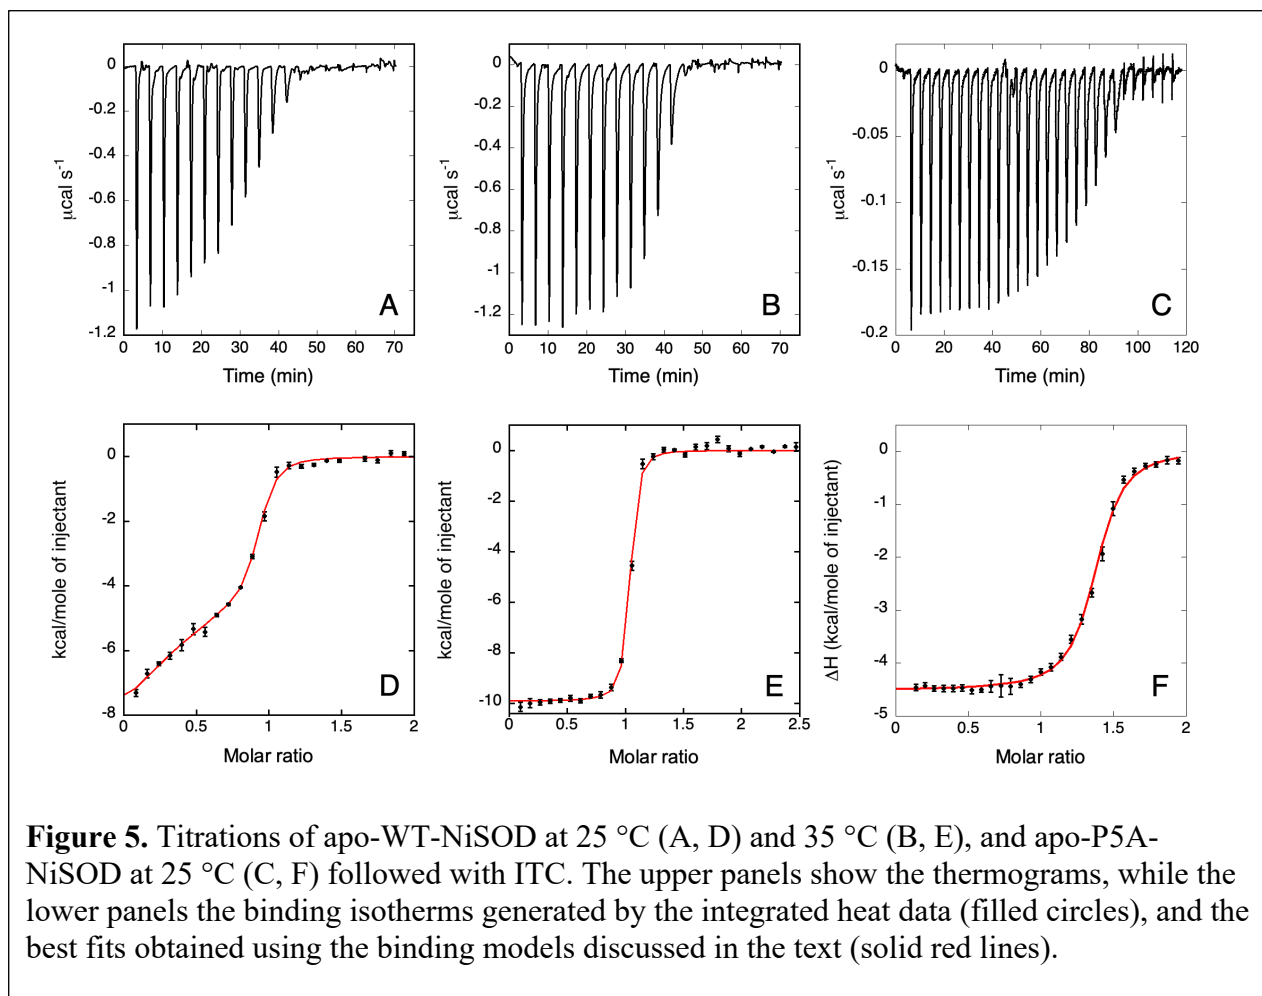 0
-0.2
-0.4
-0.6
-0.8
-1
-1.2
μcal s⁻¹
A
0 10 20 30 40 50 60 70
Time (min)
0
-0.2
-0.4
-0.6
-0.8
-1
-1.2
μcal s⁻¹
B
0 10 20 30 40 50 60 70
Time (min)
0
-0.05
-0.1
-0.15
-0.2
μcal s⁻¹
C
0 20 40 60 80 100 120
Time (min)
0
-2
-4
-6
-8
kcal/mole of injectant
D
0 0.5 1 1.5 2
Molar ratio
0
-2
-4
-6
-8
-10
kcal/mole of injectant
E
0 0.5 1 1.5 2 2.5
Molar ratio
0
-1
-2
-3
-4
-5
ΔH (kcal/mole of injectant)
F
0 0.5 1 1.5 2
Molar ratio
Figure 5. Titrations of apo-WT-NiSOD at 25 °C (A, D) and 35 °C (B, E), and apo-P5A-
NiSOD at 25 °C (C, F) followed with ITC. The upper panels show the thermograms, while the
lower panels the binding isotherms generated by the integrated heat data (filled circles), and the
best fits obtained using the binding models discussed in the text (solid red lines).